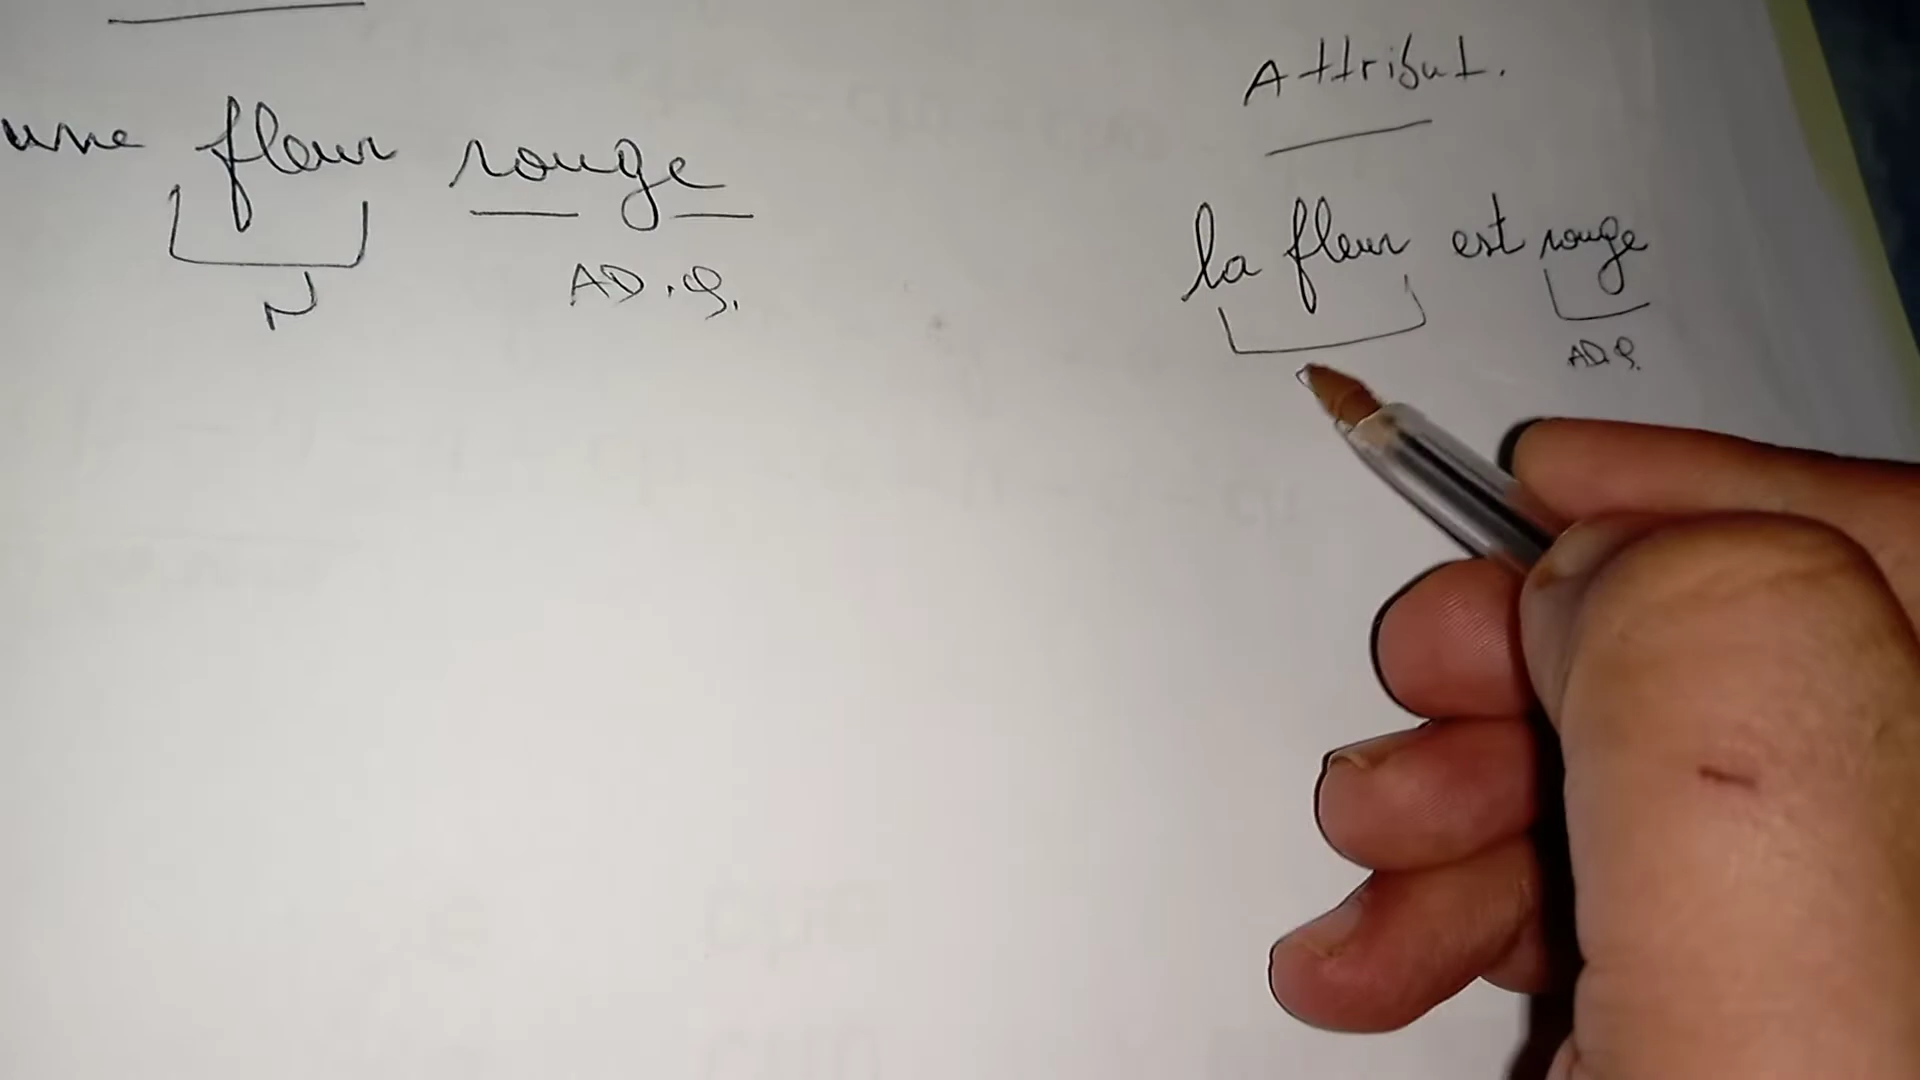 une fleur rouge
N AD.Q.
Attribut.
la fleur est rouge
AD.Q.